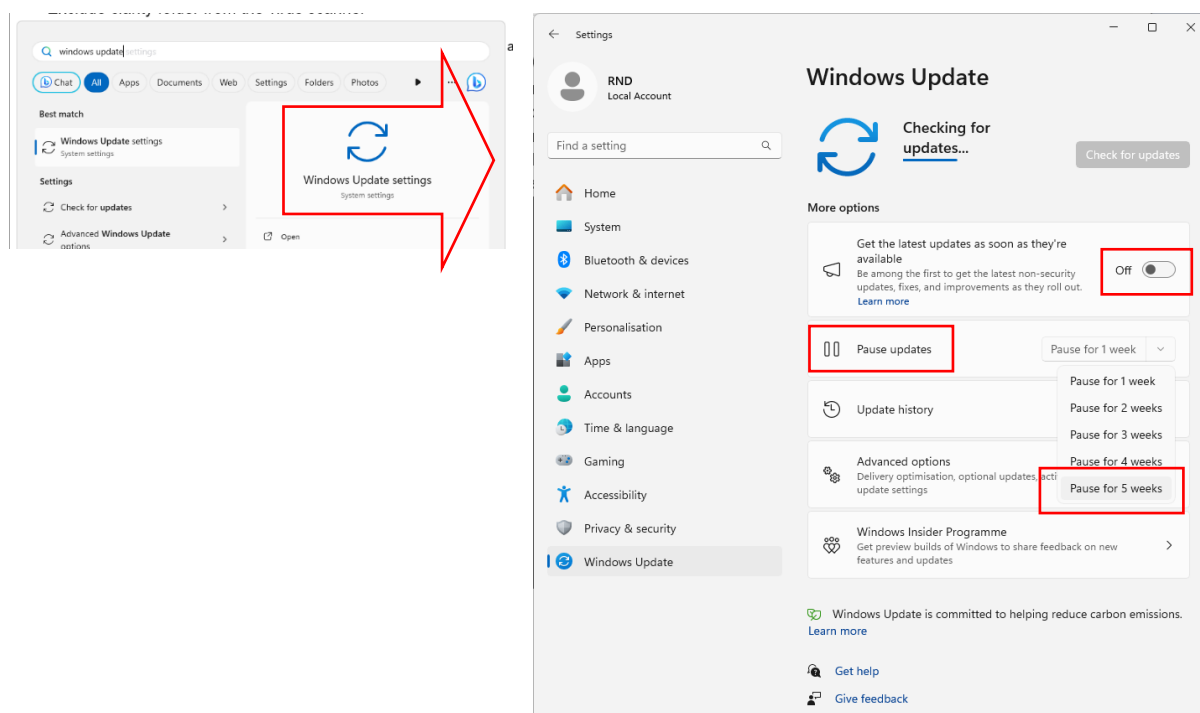 Exclude clarity folder from the virus scanner
a
windows update settings
Chat All Apps Documents Web Settings Folders Photos ...
Best match
Windows Update settings
System settings
Settings
Check for updates
Advanced Windows Update
options
Windows Update settings
System settings
Open
Settings
RND
Local Account
Find a setting
Home
System
Bluetooth & devices
Network & internet
Personalisation
Apps
Accounts
Time & language
Gaming
Accessibility
Privacy & security
Windows Update
Windows Update
Checking for
updates...
Check for updates
More options
Get the latest updates as soon as they're
available
Be among the first to get the latest non-security
updates, fixes, and improvements as they roll out.
Learn more
Off
Pause updates
Pause for 1 week
Pause for 1 week
Pause for 2 weeks
Pause for 3 weeks
Pause for 4 weeks
Pause for 5 weeks
Update history
Advanced options
Delivery optimisation, optional updates, acti
update settings
Windows Insider Programme
Get preview builds of Windows to share feedback on new
features and updates
Windows Update is committed to helping reduce carbon emissions.
Learn more
Get help
Give feedback